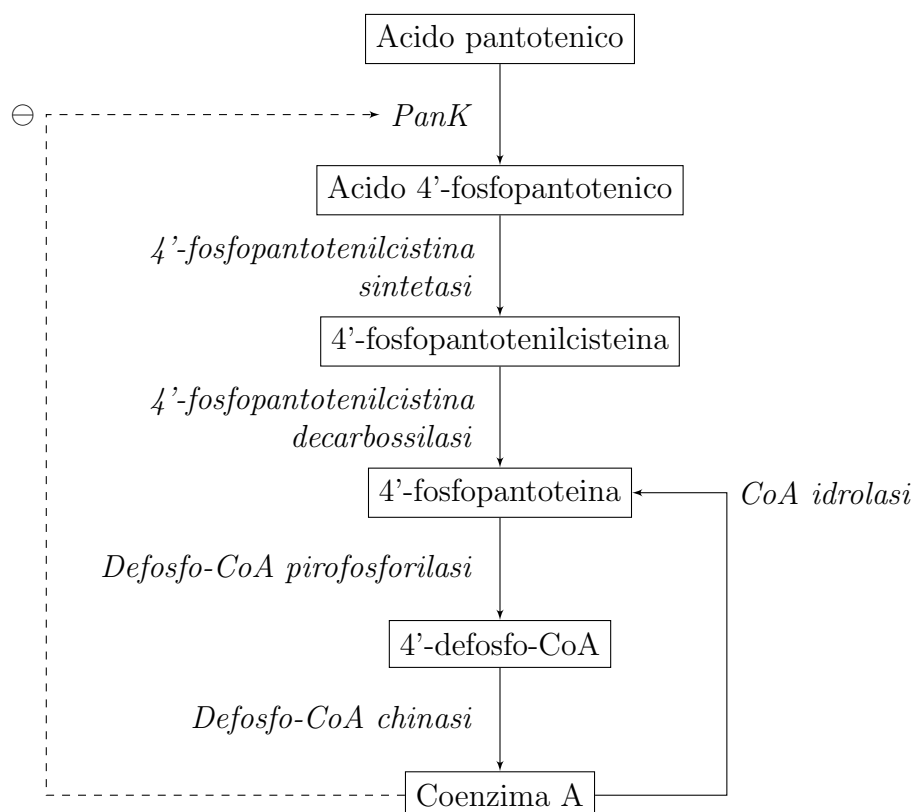 Acido pantotenico
⊖
PanK
Acido 4'-fosfopantotenico
4'-fosfopantotenilcistina
sintetasi
4'-fosfopantotenilcisteina
4'-fosfopantotenilcistina
decarbossilasi
4'-fosfopantoteina
CoA idrolasi
Defosfo-CoA pirofosforilasi
4'-defosfo-CoA
Defosfo-CoA chinasi
Coenzima A